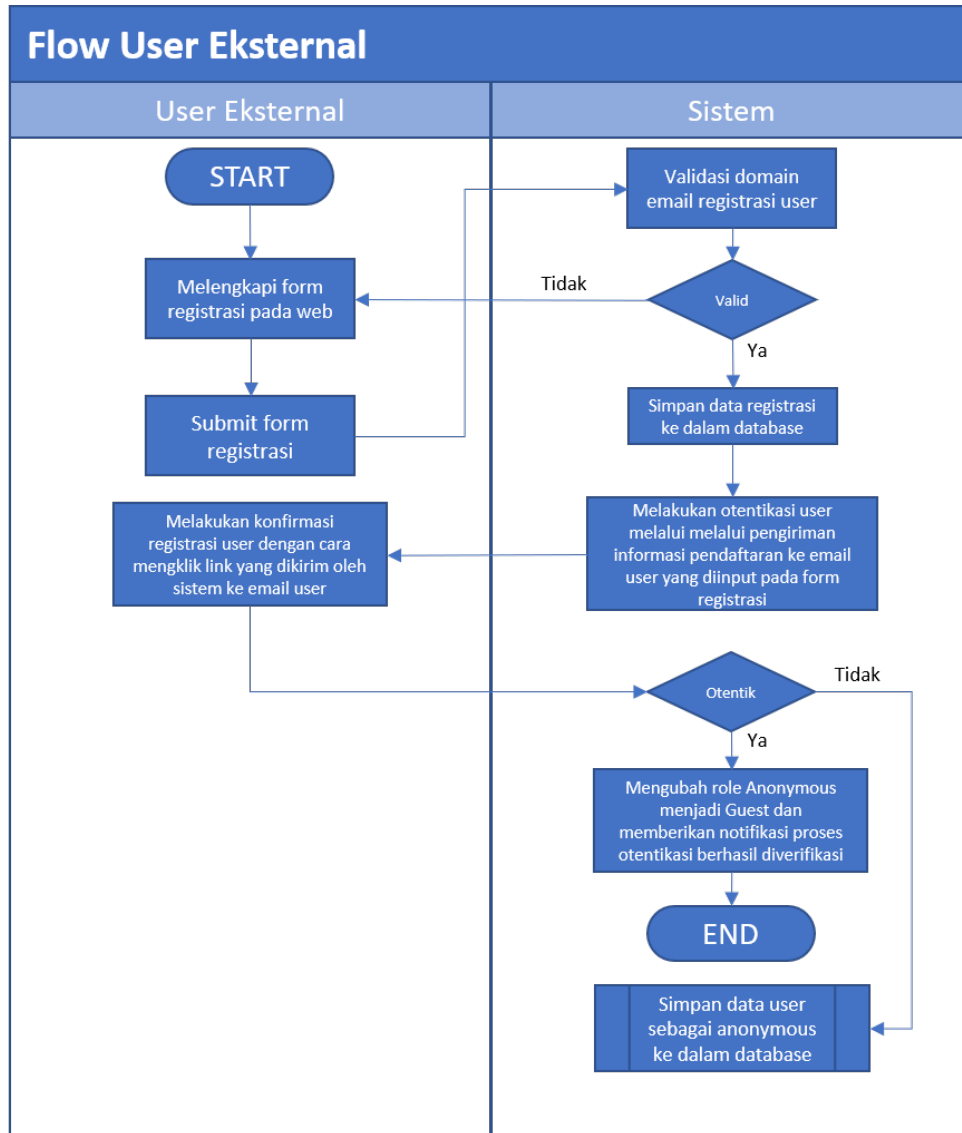 Flow User Eksternal
User Eksternal
Sistem
START
Validasi domain
email registrasi user
Melengkapi form
registrasi pada web
Tidak
Valid
Ya
Submit form
registrasi
Simpan data registrasi
ke dalam database
Melakukan konfirmasi
registrasi user dengan cara
mengklik link yang dikirim oleh
sistem ke email user
Melakukan otentikasi user
melalui melalui pengiriman
informasi pendaftaran ke email
user yang diinput pada form
registrasi
Otentik
Tidak
Ya
Mengubah role Anonymous
menjadi Guest dan
memberikan notifikasi proses
otentikasi berhasil diverifikasi
END
Simpan data user
sebagai anonymous
ke dalam database